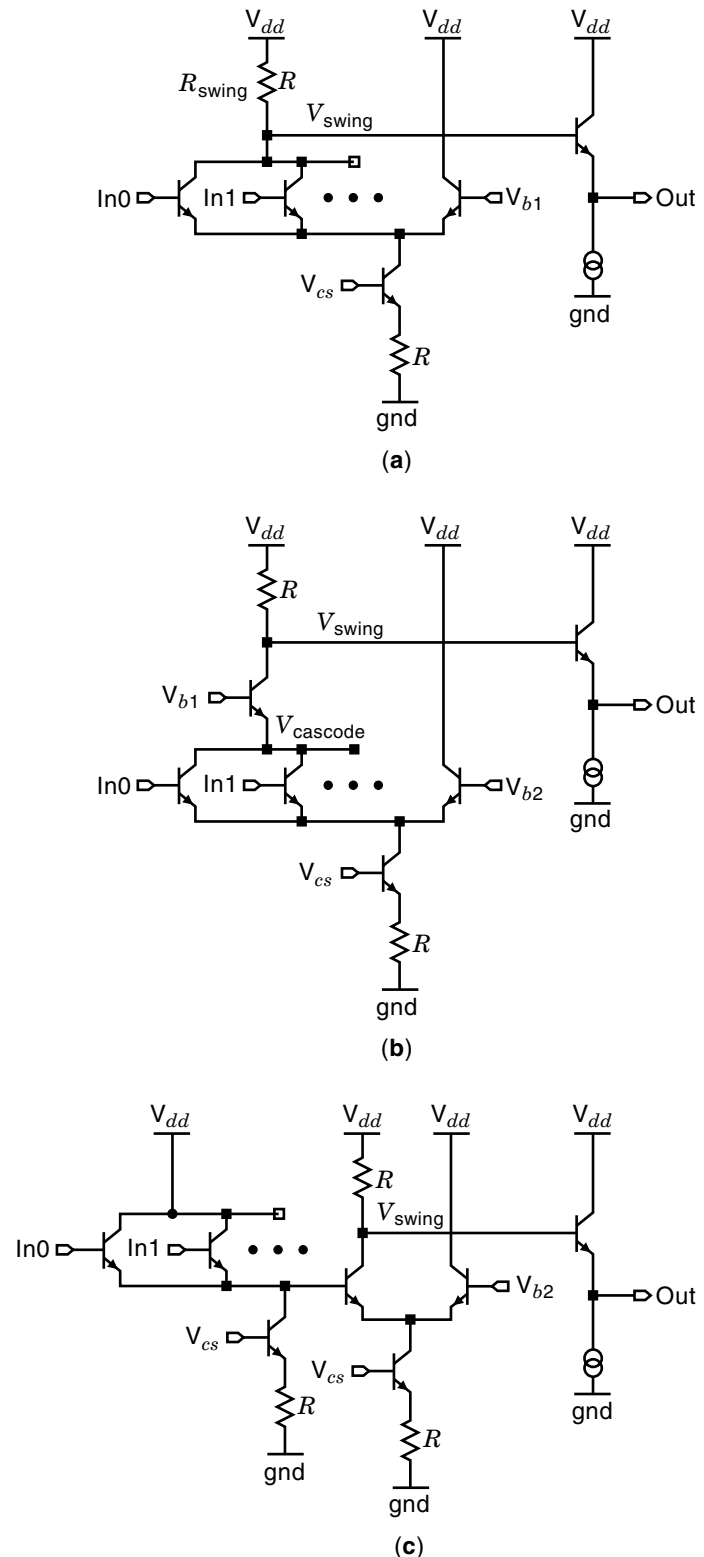 V_dd V_dd V_dd
R_swing R
V_swing
In0 In1 V_b1 Out
V_cs
gnd
R
gnd
(a)
V_dd V_dd V_dd
R
V_swing
V_b1
V_cascode
Out
In0 In1 V_b2
gnd
V_cs
R
gnd
(b)
V_dd V_dd V_dd V_dd
R
V_swing
In0 In1
V_b2 Out
V_cs V_cs
gnd
R
R
gnd
gnd
(c)